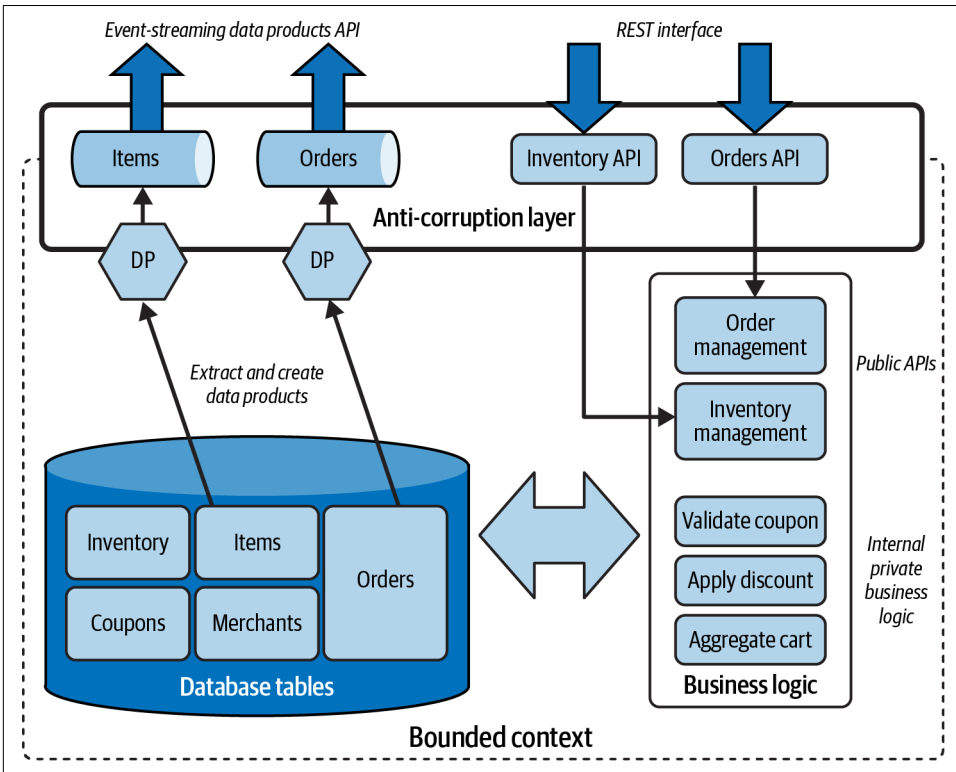 Event-streaming data products API
REST interface
Items
Orders
Inventory API
Orders API
Anti-corruption layer
DP
DP
Extract and create
data products
Order
management
Public APIs
Inventory
management
Inventory
Items
Orders
Coupons
Merchants
Database tables
Validate coupon
Apply discount
Aggregate cart
Internal
private
business
logic
Business logic
Bounded context